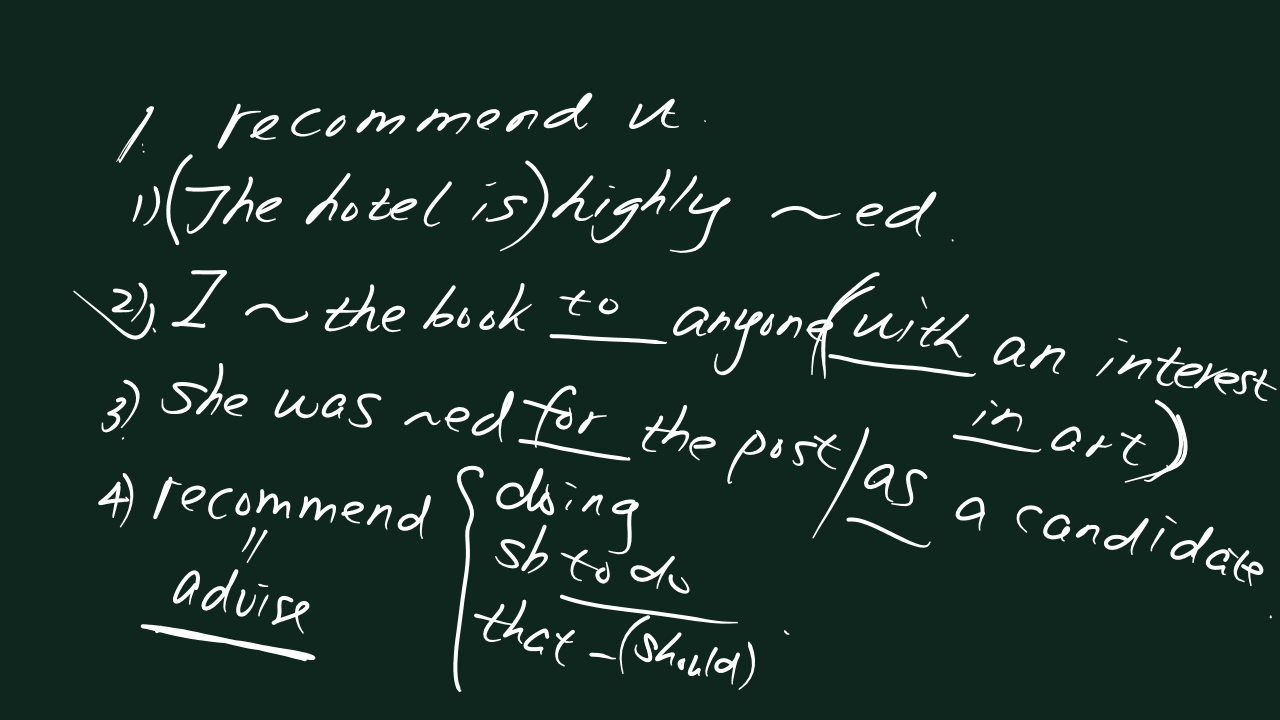 1. recommend vt.
1) (The hotel is) highly ~ed.
2). I ~ the book to anyone (with an interest
in art)
3) She was ~ed for the post / as a candidate.
4) recommend { doing
sb to do
that - (should)
=
advise